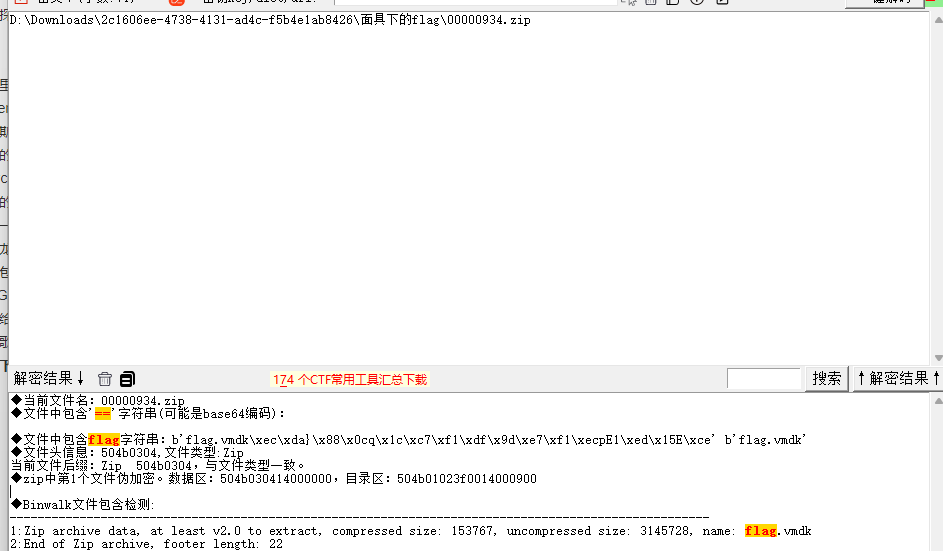 D:\Downloads\2c1606ee-4738-4131-ad4c-f5b4e1ab8426\面具下的flag\00000934.zip
解密结果↓ 174 个CTF常用工具汇总下载 搜索 ↑解密结果↑
◆当前文件名：00000934.zip
◆文件中包含'=='字符串(可能是base64编码)：
◆文件中包含flag字符串：b'flag.vmdk\xec\xda}\x88\x0cq\x1c\xc7\xf1\xdf\x9d\xe7\xf1\xecpE1\xed\x15E\xce' b'flag.vmdk'
◆文件头信息：504b0304,文件类型:Zip
当前文件后缀：Zip 504b0304，与文件类型一致。
◆zip中第1个文件伪加密。数据区：504b030414000000，目录区：504b01023f0014000900
◆Binwalk文件包含检测:
--------------------------------------------------------------------------------
1:Zip archive data, at least v2.0 to extract, compressed size: 153767, uncompressed size: 3145728, name: flag.vmdk
2:End of Zip archive, footer length: 22